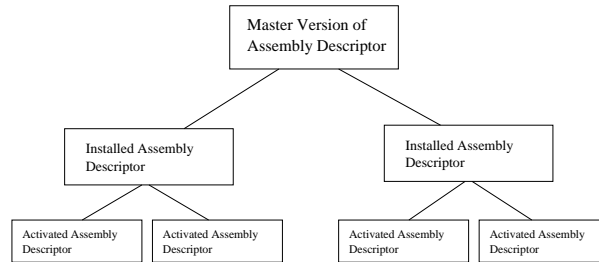 Master Version of
Assembly Descriptor
Installed Assembly
Descriptor
Installed Assembly
Descriptor
Activated Assembly
Descriptor
Activated Assembly
Descriptor
Activated Assembly
Descriptor
Activated Assembly
Descriptor